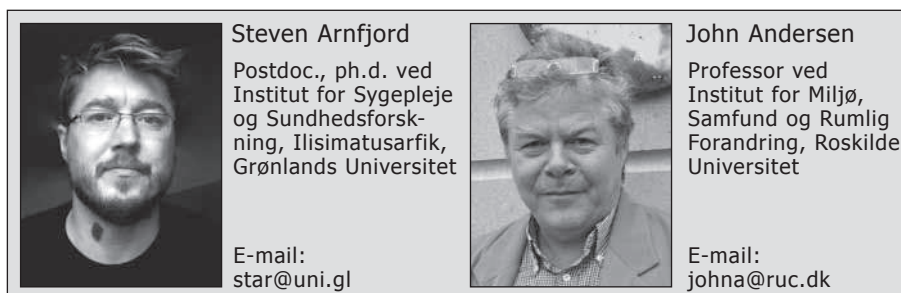 Steven Arnfjord
Postdoc., ph.d. ved
Institut for Sygepleje
og Sundhedsforsk-
ning, Ilisimatusarfik,
Grønlands Universitet
E-mail:
star@uni.gl
John Andersen
Professor ved
Institut for Miljø,
Samfund og Rumlig
Forandring, Roskilde
Universitet
E-mail:
johna@ruc.dk